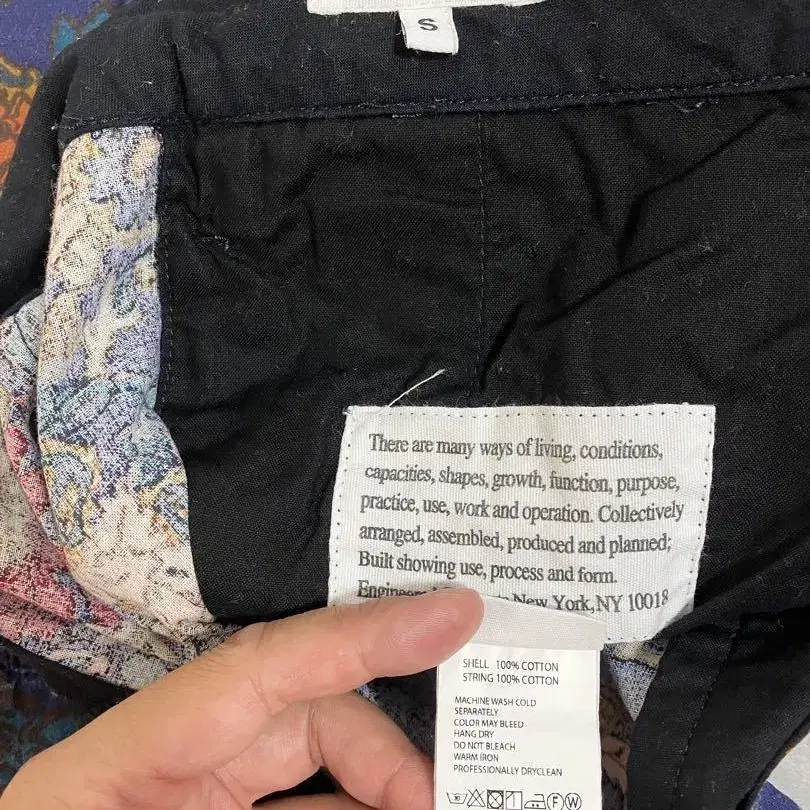 S
There are many ways of living, conditions,
capacities, shapes, growth, function, purpose,
practice, use, work and operation. Collectively
arranged, assembled, produced and planned;
Built showing use, process and form.
New York, NY 10018
SHELL 100% COTTON
STRING 100% COTTON
MACHINE WASH COLD
SEPARATELY
COLOR MAY BLEED
HANG DRY
DO NOT BLEACH
WARM IRON
PROFESSIONALLY DRYCLEAN